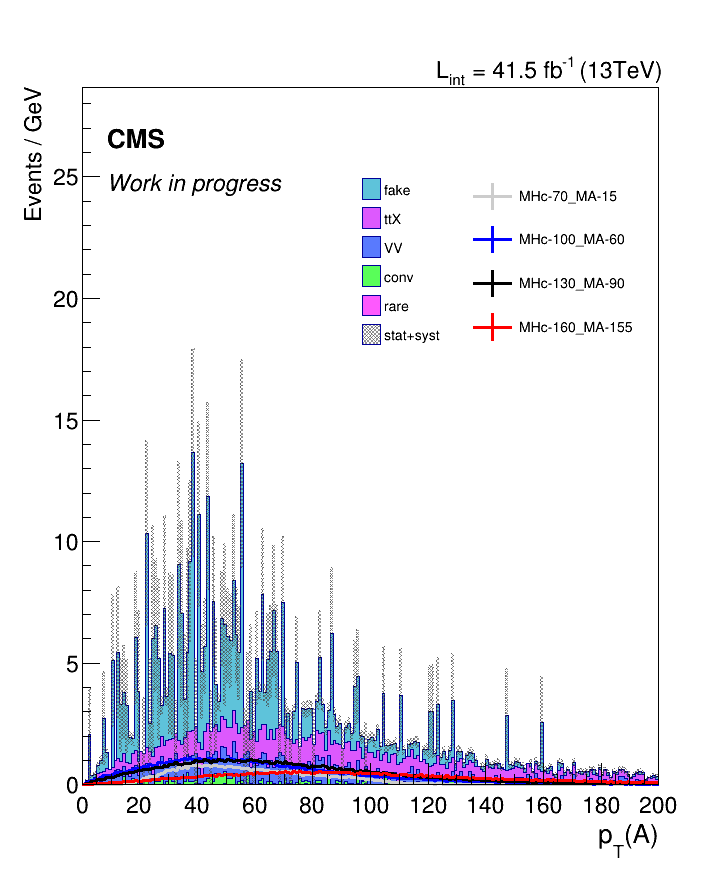 L_int = 41.5 fb^-1 (13TeV)
Events / GeV
CMS
Work in progress
fake
ttX
VV
conv
rare
stat+syst
MHc-70_MA-15
MHc-100_MA-60
MHc-130_MA-90
MHc-160_MA-155
25
20
15
10
5
0
0 20 40 60 80 100 120 140 160 180 200
p_T(A)